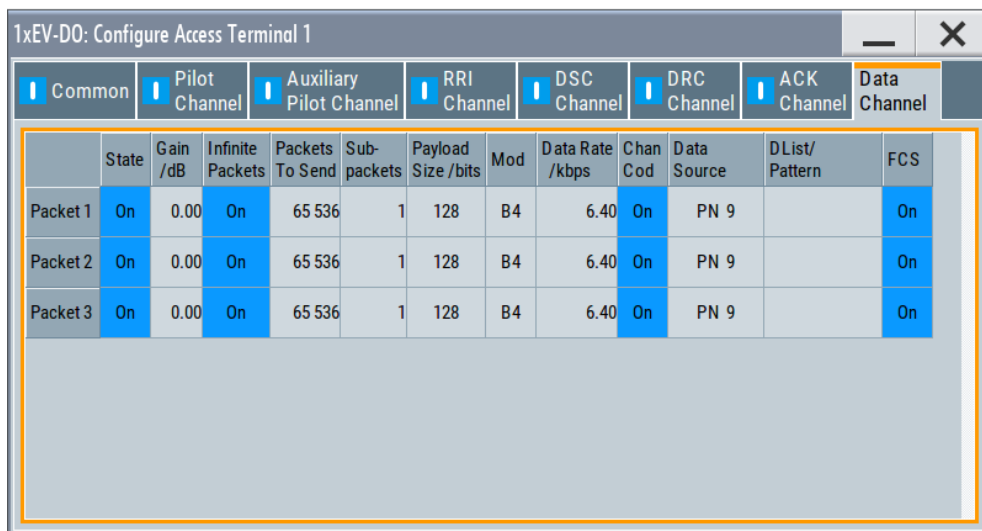 1xEV-DO: Configure Access Terminal 1
Common
Pilot
Channel
Auxiliary
Pilot Channel
RRI
Channel
DSC
Channel
DRC
Channel
ACK
Channel
Data
Channel
State
Gain
/dB
Infinite
Packets
Packets
To Send
Sub-
packets
Payload
Size /bits
Mod
Data Rate
/kbps
Chan
Cod
Data
Source
DList/
Pattern
FCS
Packet 1 On 0.00 On 65 536 1 128 B4 6.40 On PN 9 On
Packet 2 On 0.00 On 65 536 1 128 B4 6.40 On PN 9 On
Packet 3 On 0.00 On 65 536 1 128 B4 6.40 On PN 9 On